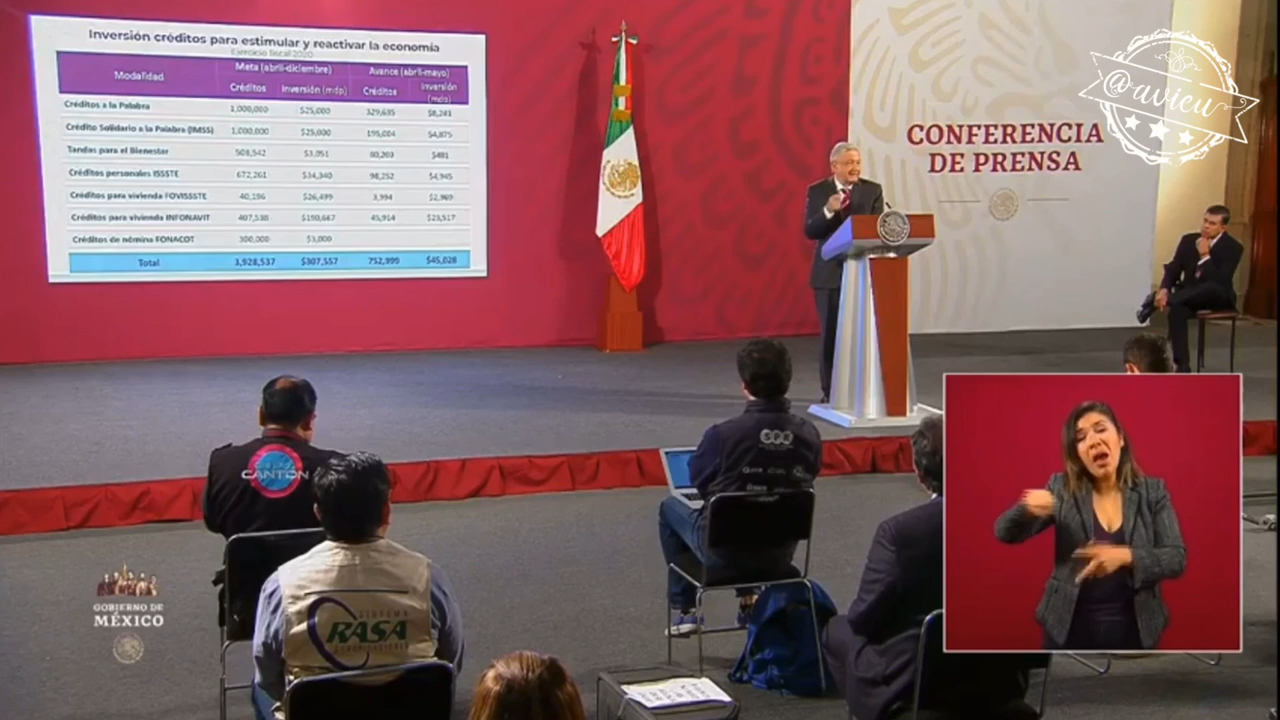 Inversión créditos para estimular y reactivar la economía
Ejercicio fiscal 2020
Modalidad Meta (abril-diciembre) Avance (abril-mayo)
Créditos Inversión (mdp) Créditos Inversión (mdp)
Créditos a la Palabra 1,000,000 $25,000 329,635 $8,241
Crédito Solidario a la Palabra (IMSS) 1,000,000 $25,000 195,004 $4,875
Tandas para el Bienestar 508,542 $3,051 80,203 $481
Créditos personales ISSSTE 672,261 $34,340 98,252 $4,945
Créditos para vivienda FOVISSSTE 40,196 $26,499 3,994 $2,969
Créditos para vivienda INFONAVIT 407,538 $190,667 45,914 $23,517
Créditos de nómina FONACOT 300,000 $3,000
Total 3,928,537 $307,557 752,999 $45,028
CONFERENCIA
DE PRENSA
@avieu
SPR
CANTÓN
SISTEMA
RASA
GOBIERNO DE
MÉXICO